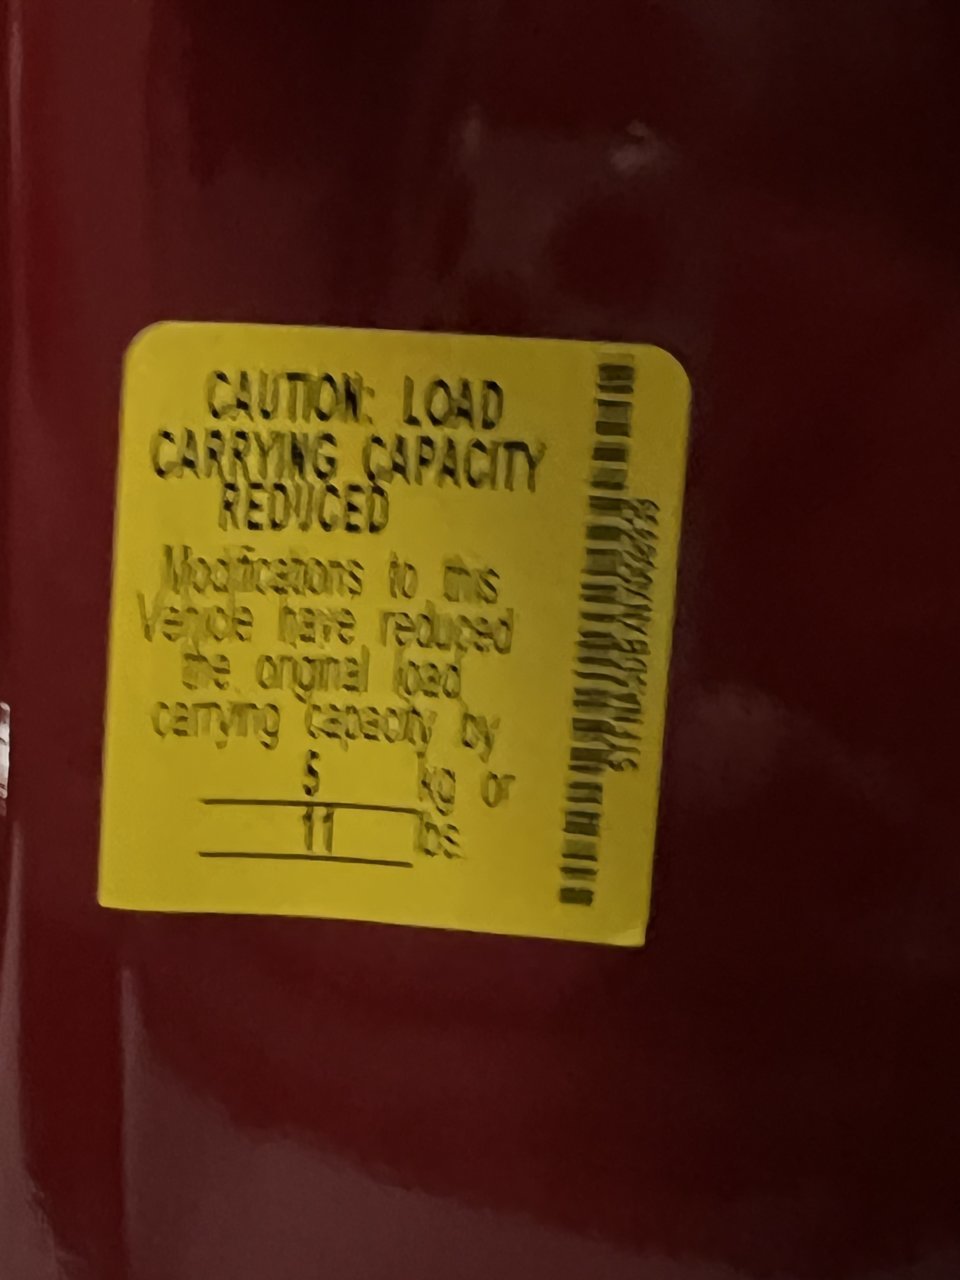 CAUTION: LOAD
CARRYING CAPACITY
REDUCED
Modifications to this
Vehicle have reduced
the original load
carrying capacity by
5 kg or
11 lbs